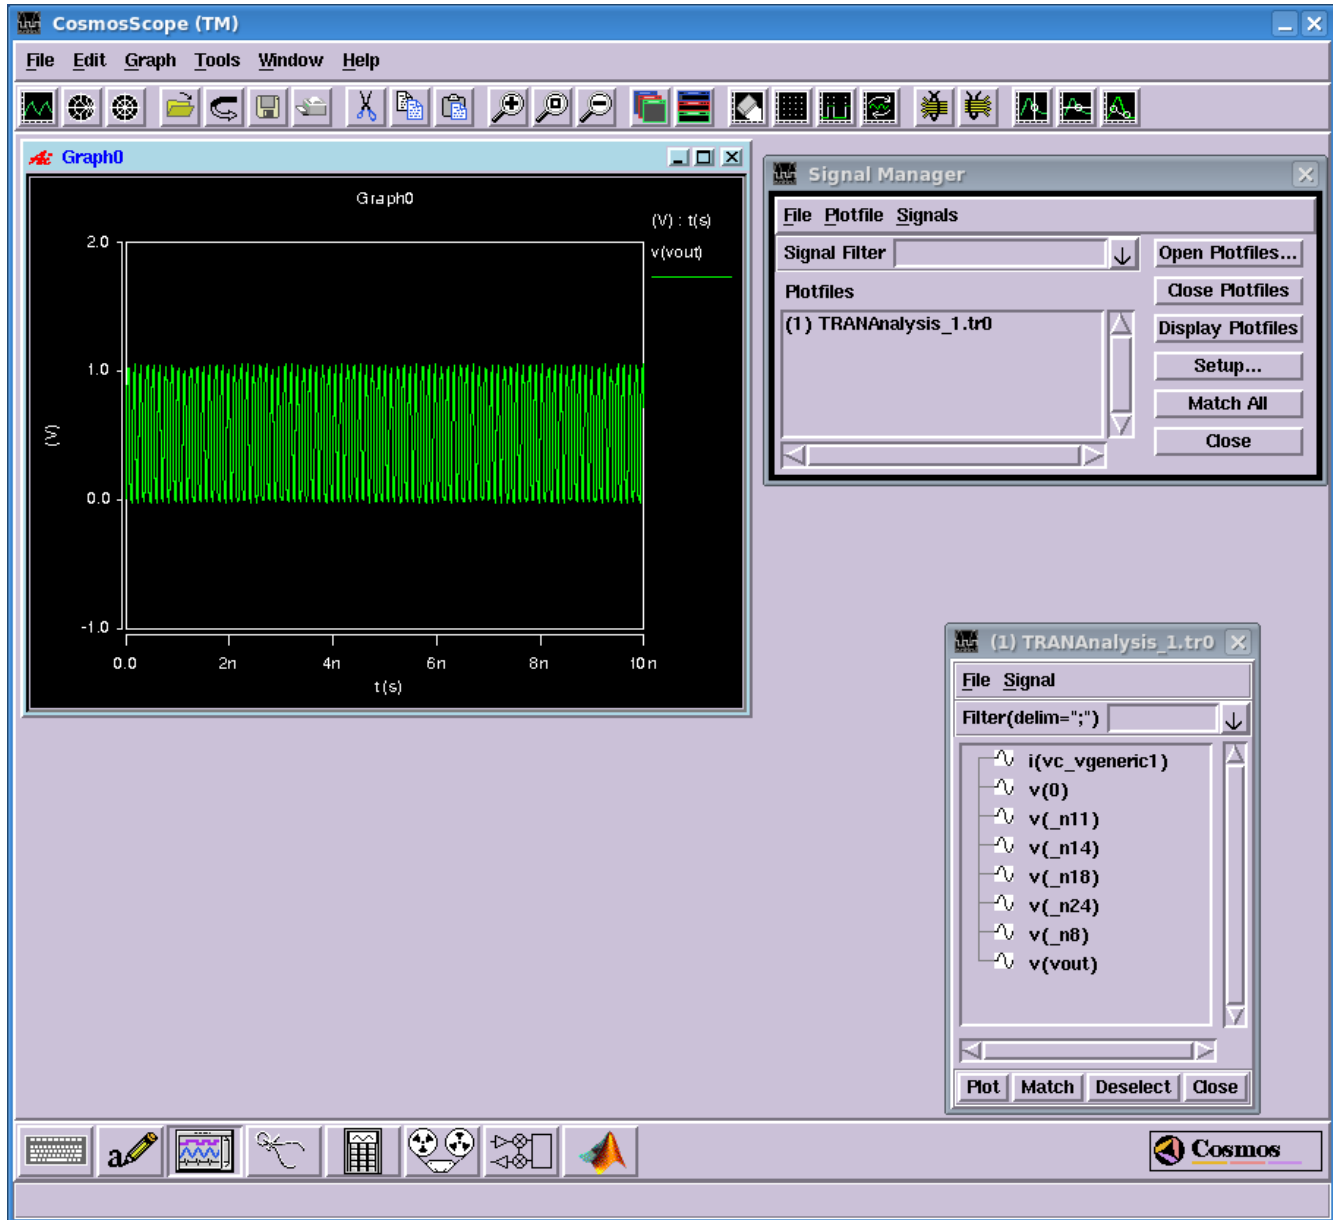 CosmosScope (TM)
File Edit Graph Tools Window Help
Graph0
Graph0
(V) : t(s)
v(vout)
2.0
1.0
0.0
-1.0
(V)
0.0 2n 4n 6n 8n 10n
t(s)
Signal Manager
File Plotfile Signals
Signal Filter
Plotfiles
(1) TRANAnalysis_1.tr0
Open Plotfiles...
Close Plotfiles
Display Plotfiles
Setup...
Match All
Close
(1) TRANAnalysis_1.tr0
File Signal
Filter(delim=";")
i(vc_vgeneric1)
v(0)
v(_n11)
v(_n14)
v(_n18)
v(_n24)
v(_n8)
v(vout)
Plot Match Deselect Close
a
Cosmos